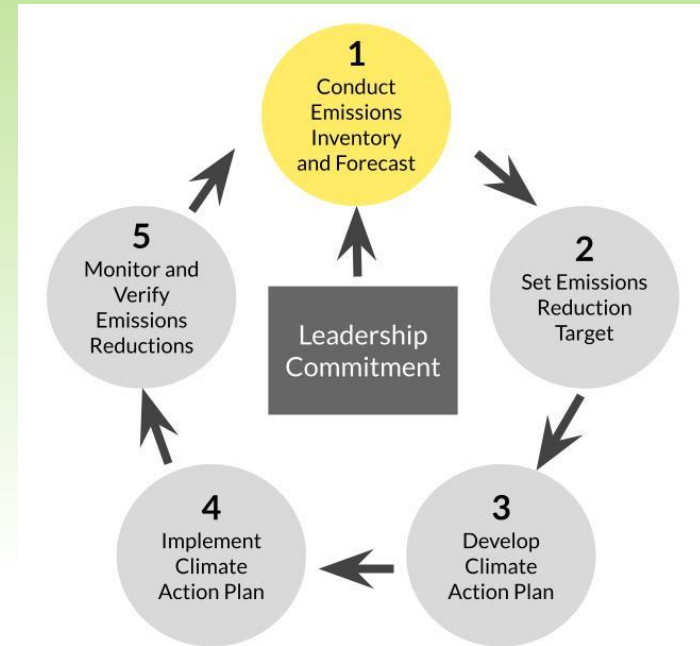 1
Conduct
Emissions
Inventory
and Forecast
2
Set Emissions
Reduction
Target
3
Develop
Climate
Action Plan
4
Implement
Climate
Action Plan
5
Monitor and
Verify
Emissions
Reductions
Leadership
Commitment